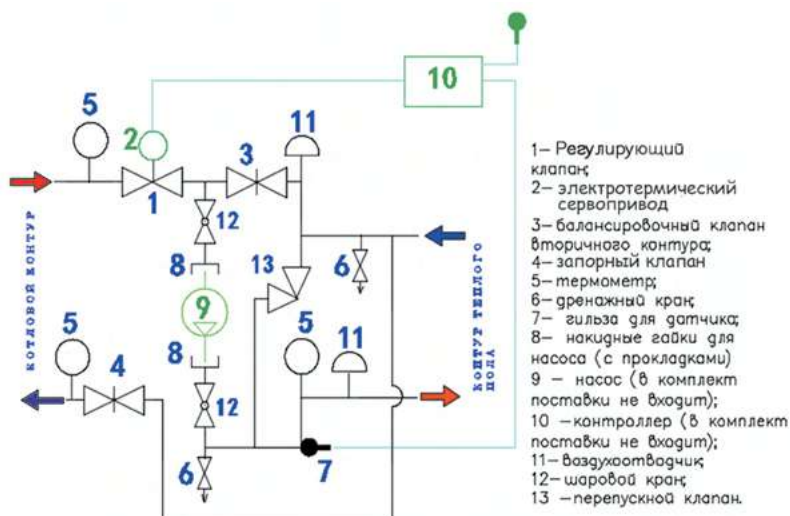 10
5
2
11
3
1
12
8
13
6
9
КОТЛОВОЙ КОНТУР
КОНТУР ТЕПЛОГО
ПОЛА
5
5
11
8
4
12
6
7
1– Регулирующий
клапан;
2– электротермический
сервопривод
3–балансировочный клапан
вторичного контура;
4–запорный клапан
5–термометр;
6–дренажный кран;
7– гильза для датчика;
8– накидные гайки для
насоса (с прокладками)
9 – насос (в комплект
поставки не входит);
10 –контроллер (в комплект
поставки не входит);
11–воздухоотвадчик;
12–шаровой кран;
13 –перепускной клапан.